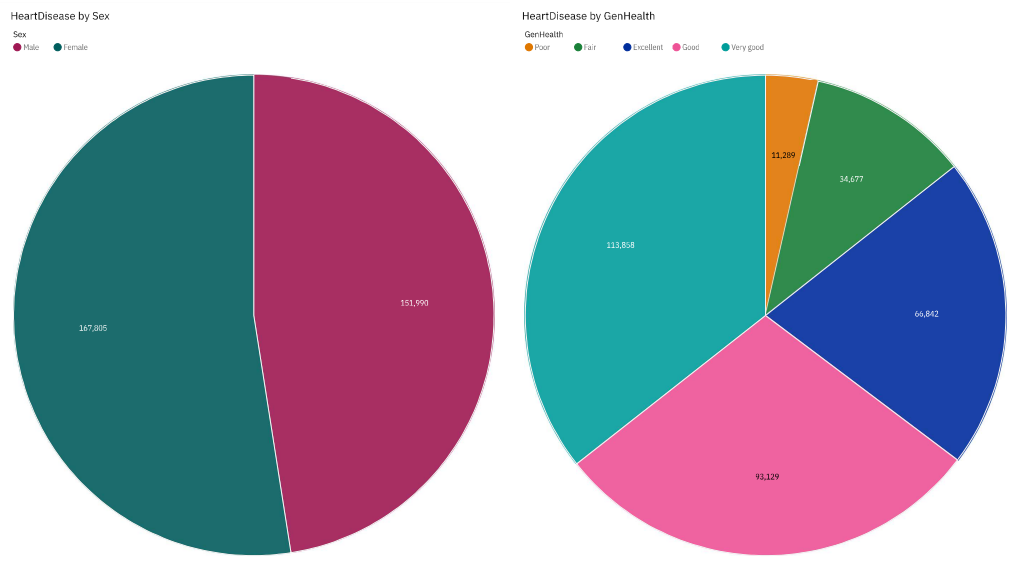 HeartDisease by Sex
Sex
Male Female
167,805
151,990
HeartDisease by GenHealth
GenHealth
Poor Fair Excellent Good Very good
11,289
34,677
113,858
66,842
93,129